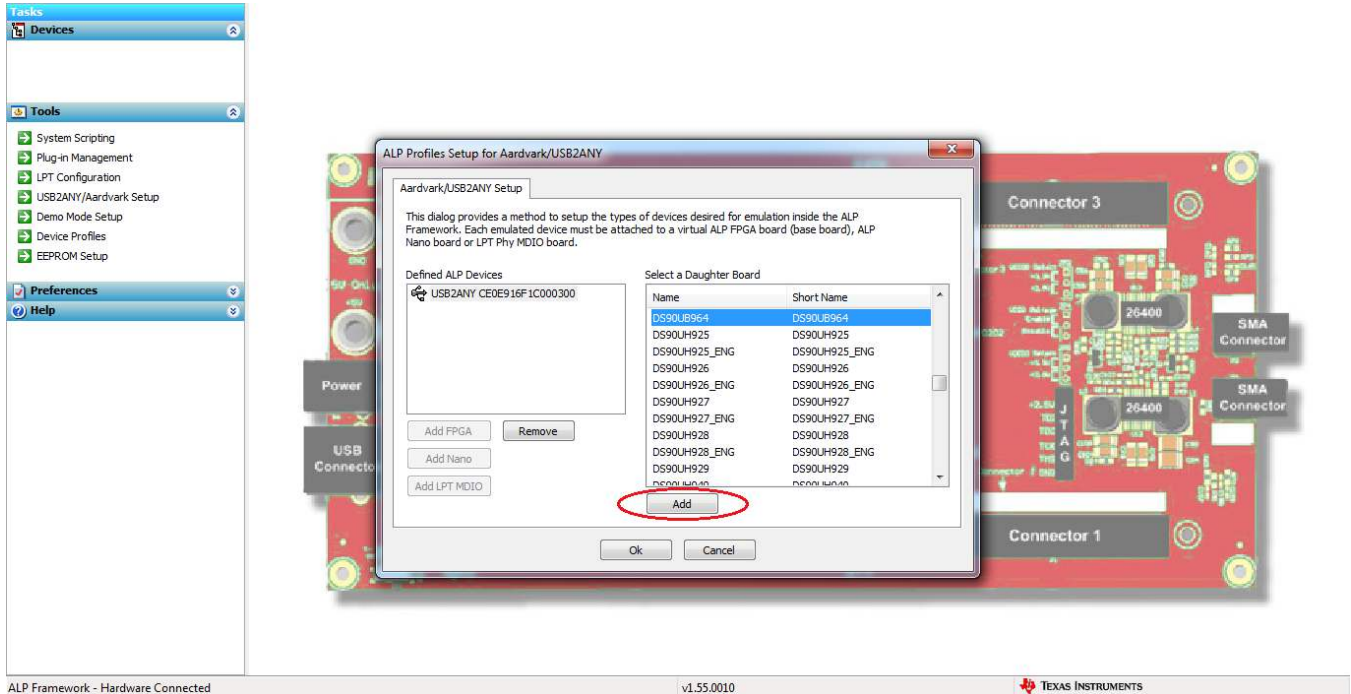 Tasks
Devices
Tools
System Scripting
Plug-in Management
LPT Configuration
USB2ANY/Aardvark Setup
Demo Mode Setup
Device Profiles
EEPROM Setup
Preferences
Help
ALP Profiles Setup for Aardvark/USB2ANY
Aardvark/USB2ANY Setup
This dialog provides a method to setup the types of devices desired for emulation inside the ALP
Framework. Each emulated device must be attached to a virtual ALP FPGA board (base board), ALP
Nano board or LPT Phy MDIO board.
Defined ALP Devices
USB2ANY CE0E916F1C000300
Add FPGA
Remove
Add Nano
Add LPT MDIO
Select a Daughter Board
Name Short Name
DS90UB964 DS90UB964
DS90UH925 DS90UH925
DS90UH925_ENG DS90UH925_ENG
DS90UH926 DS90UH926
DS90UH926_ENG DS90UH926_ENG
DS90UH927 DS90UH927
DS90UH927_ENG DS90UH927_ENG
DS90UH928 DS90UH928
DS90UH928_ENG DS90UH928_ENG
DS90UH929 DS90UH929
DS90UH940 DS90UH940
Add
Ok Cancel
Power
USB
Connecto
Connector 3
26400
SMA
Connector
SMA
Connector
26400
J
T
A
G
Connector 1
ALP Framework - Hardware Connected
v1.55.0010
TEXAS INSTRUMENTS